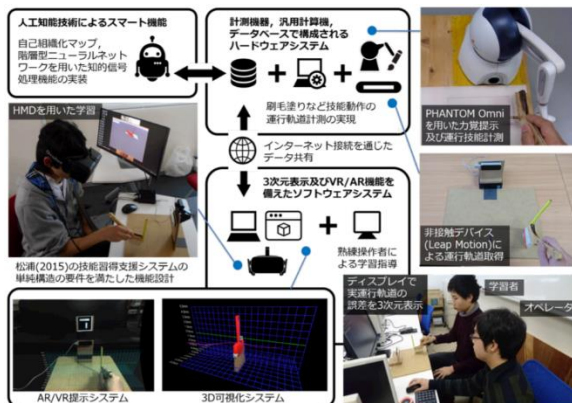 人工知能技術によるスマート機能
自己組織化マップ,
階層型ニューラルネット
ワークを用いた知的信号
処理機能の実装
計測機器，汎用計算機，
データベースで構成される
ハードウェアシステム
刷毛塗りなど技能動作の
運行軌道計測の実現
PHANTOM Omni
を用いた力覚提示
及び運行技能計測
HMDを用いた学習
インターネット接続を通じた
データ共有
非接触デバイス
(Leap Motion)による
よる運行軌道取得
3次元表示及びVR/AR機能を
備えたソフトウェアシステム
熟練操作者に
よる学習指導
松浦(2015)の技能習得支援システムの
単純構造の要件を満たした機能設計
ディスプレイで
実運行軌道の
誤差を3次元表示
学習者
オペレータ
AR/VR提示システム
3D可視化システム